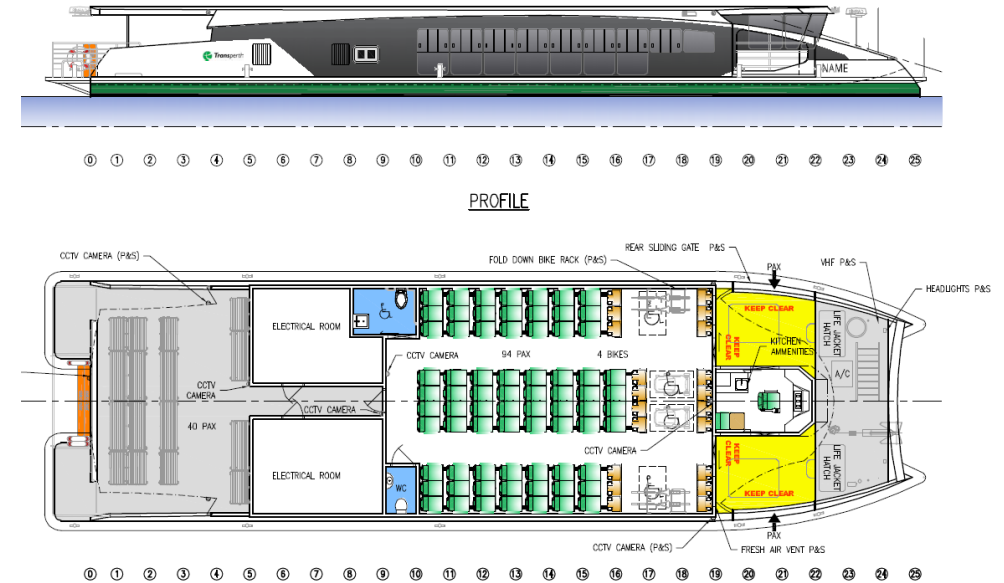 Transperth
NAME
0 1 2 3 4 5 6 7 8 9 10 11 12 13 14 15 16 17 18 19 20 21 22 23 24 25
PROFILE
REAR SLIDING GATE P&S
CCTV CAMERA (P&S)
FOLD DOWN BIKE RACK (P&S)
PAX
VHF P&S
HEADLIGHTS P&S
KEEP CLEAR
LIFE JACKET
HATCH
ELECTRICAL ROOM
KEEP
CLEAR
KITCHEN
AMMENITIES
CCTV CAMERA
94 PAX
4 BIKES
A/C
CCTV
CAMERA
CCTV CAMERA
40 PAX
CCTV CAMERA
KEEP
CLEAR
LIFE JACKET
HATCH
ELECTRICAL ROOM
WC
KEEP CLEAR
PAX
CCTV CAMERA (P&S)
FRESH AIR VENT P&S
0 1 2 3 4 5 6 7 8 9 10 11 12 13 14 15 16 17 18 19 20 21 22 23 24 25